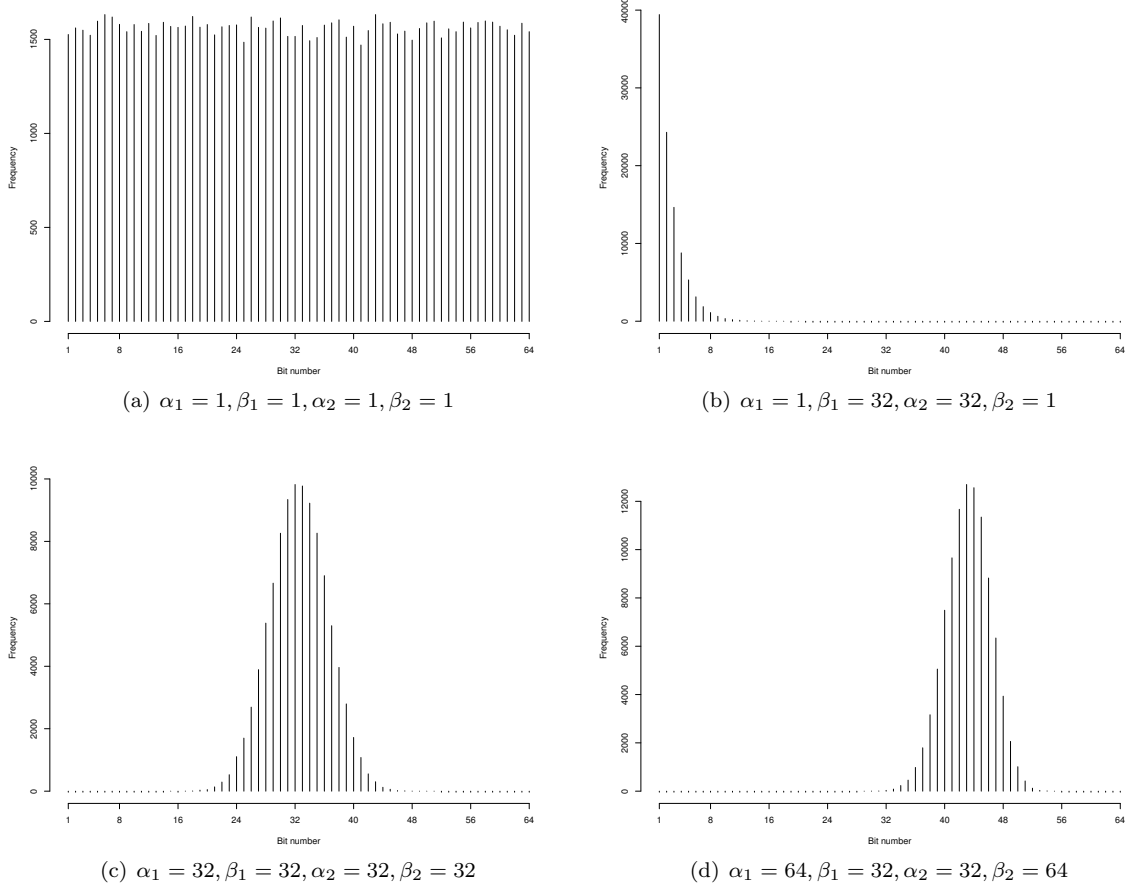 1500
1000
500
0
Frequency
1 8 16 24 32 40 48 56 64
Bit number
(a) α₁ = 1, β₁ = 1, α₂ = 1, β₂ = 1
40000
30000
20000
10000
0
Frequency
1 8 16 24 32 40 48 56 64
Bit number
(b) α₁ = 1, β₁ = 32, α₂ = 32, β₂ = 1
10000
8000
6000
4000
2000
0
Frequency
1 8 16 24 32 40 48 56 64
Bit number
(c) α₁ = 32, β₁ = 32, α₂ = 32, β₂ = 32
12000
10000
8000
6000
4000
2000
0
Frequency
1 8 16 24 32 40 48 56 64
Bit number
(d) α₁ = 64, β₁ = 32, α₂ = 32, β₂ = 64